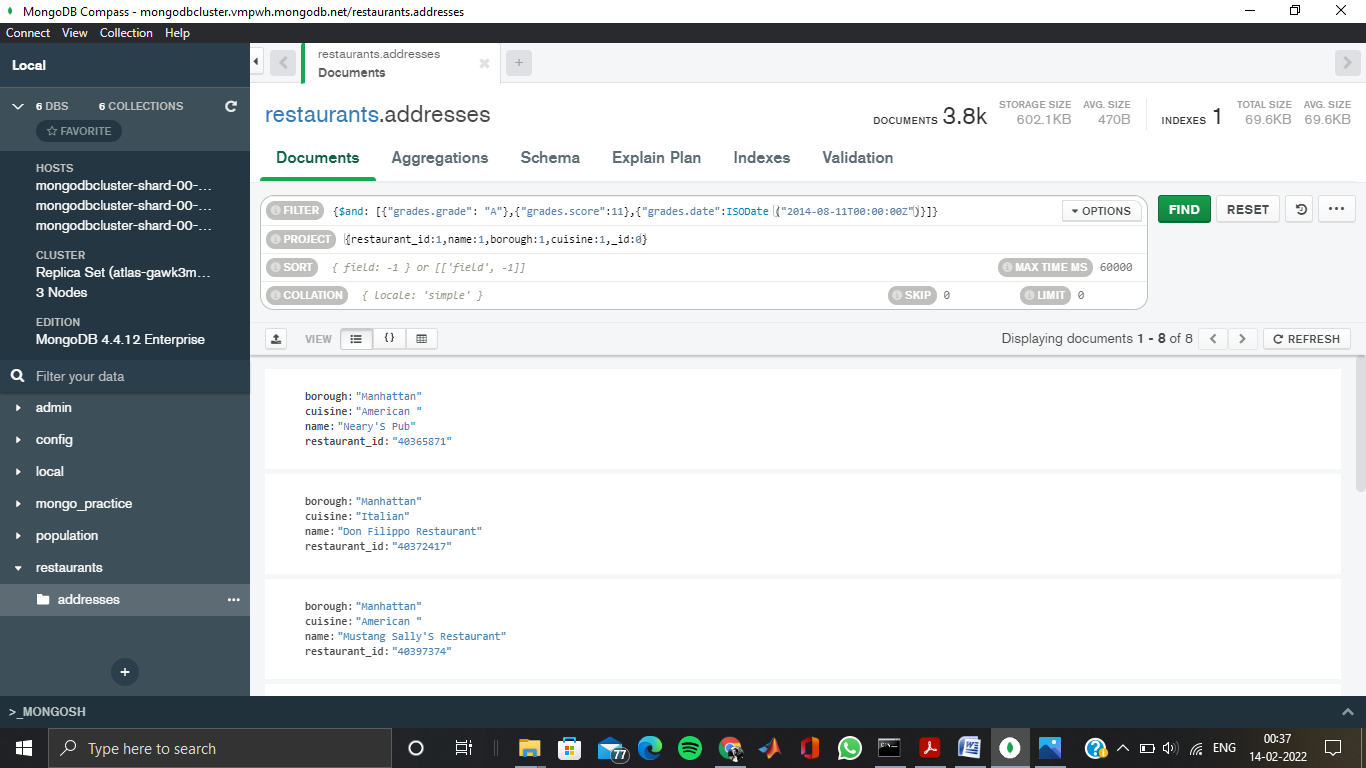 MongoDB Compass - mongodbcluster.vmpwh.mongodb.net/restaurants.addresses
Connect View Collection Help
Local
6 DBS 6 COLLECTIONS
FAVORITE
HOSTS
mongodbcluster-shard-00-...
mongodbcluster-shard-00-...
mongodbcluster-shard-00-...
CLUSTER
Replica Set (atlas-gawk3m...
3 Nodes
EDITION
MongoDB 4.4.12 Enterprise
Filter your data
admin
config
local
mongo_practice
population
restaurants
addresses
restaurants.addresses
Documents
restaurants.addresses
DOCUMENTS 3.8k
STORAGE SIZE
602.1KB
AVG. SIZE
470B
INDEXES 1
TOTAL SIZE
69.6KB
AVG. SIZE
69.6KB
Documents Aggregations Schema Explain Plan Indexes Validation
FILTER {$and: [{"grades.grade": "A"},{"grades.score":11},{"grades.date":ISODate ("2014-08-11T00:00:00Z")}]} OPTIONS FIND RESET
PROJECT {restaurant_id:1,name:1,borough:1,cuisine:1,_id:0}
SORT { field: -1 } or [['field', -1]] MAX TIME MS 60000
COLLATION { locale: 'simple' } SKIP 0 LIMIT 0
VIEW {} Displaying documents 1 - 8 of 8 REFRESH
borough: "Manhattan"
cuisine: "American "
name: "Neary'S Pub"
restaurant_id: "40365871"
borough: "Manhattan"
cuisine: "Italian"
name: "Don Filippo Restaurant"
restaurant_id: "40372417"
borough: "Manhattan"
cuisine: "American "
name: "Mustang Sally'S Restaurant"
restaurant_id: "40397374"
>_MONGOSH
Type here to search
77
ENG
00:37
14-02-2022